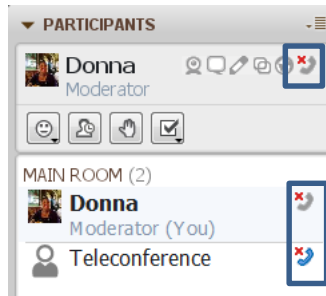 PARTICIPANTS
Donna
Moderator
MAIN ROOM (2)
Donna
Moderator (You)
Teleconference